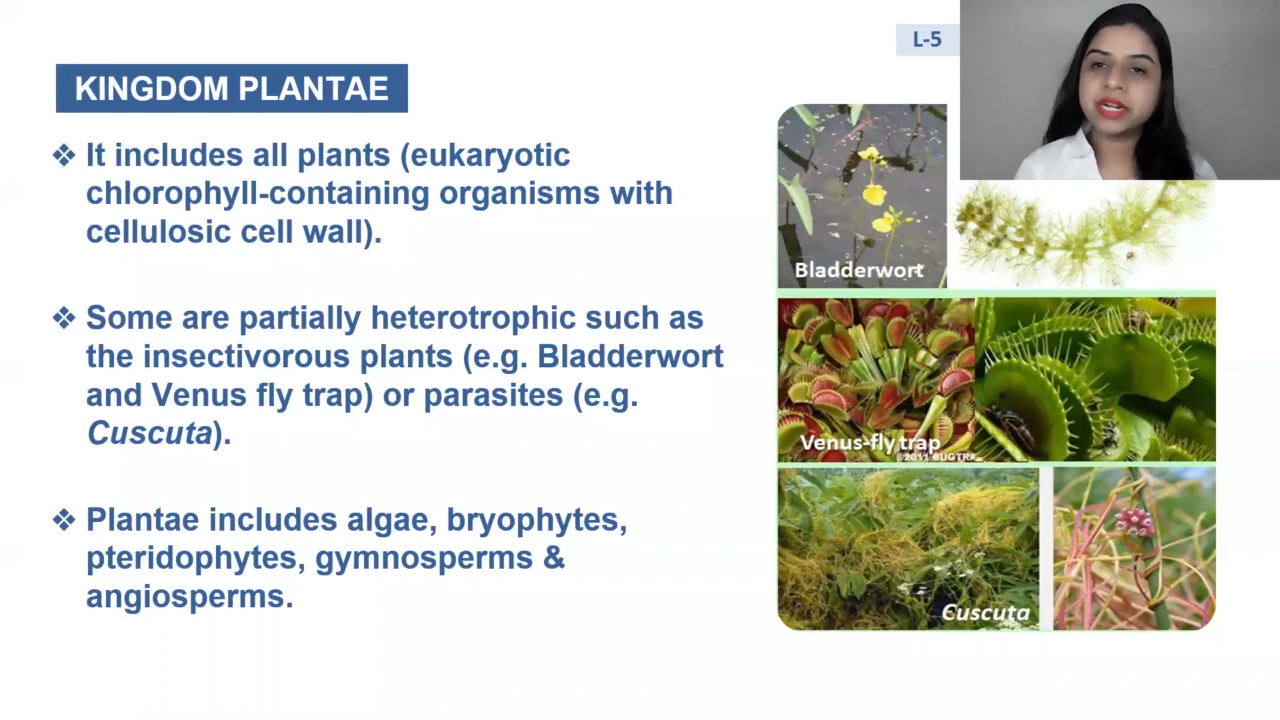 L-5
KINGDOM PLANTAE
❖ It includes all plants (eukaryotic
chlorophyll-containing organisms with
cellulosic cell wall).
❖ Some are partially heterotrophic such as
the insectivorous plants (e.g. Bladderwort
and Venus fly trap) or parasites (e.g.
Cuscuta).
❖ Plantae includes algae, bryophytes,
pteridophytes, gymnosperms &
angiosperms.
Bladderwort
Venus-fly trap
©2011 BUGTRA
Cuscuta